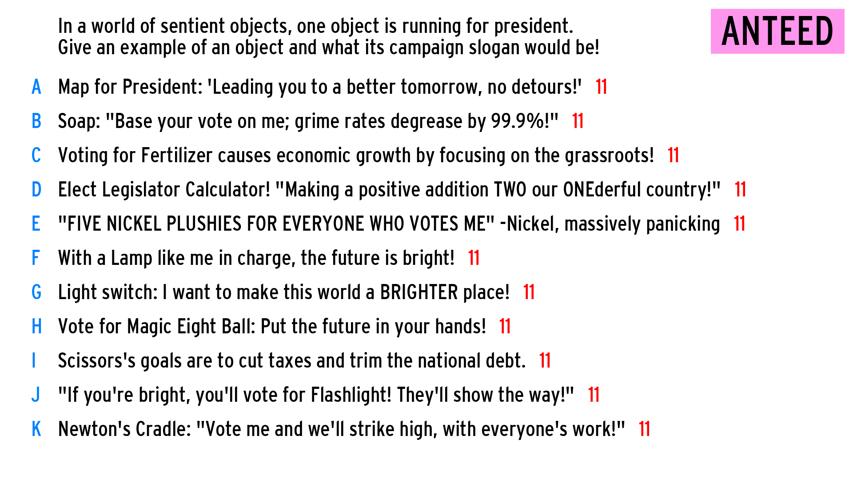 In a world of sentient objects, one object is running for president.
Give an example of an object and what its campaign slogan would be!
ANTEED
A Map for President: 'Leading you to a better tomorrow, no detours!' 11
B Soap: "Base your vote on me; grime rates degrease by 99.9%!" 11
C Voting for Fertilizer causes economic growth by focusing on the grassroots! 11
D Elect Legislator Calculator! "Making a positive addition TWO our ONEderful country!" 11
E "FIVE NICKEL PLUSHIES FOR EVERYONE WHO VOTES ME" -Nickel, massively panicking 11
F With a Lamp like me in charge, the future is bright! 11
G Light switch: I want to make this world a BRIGHTER place! 11
H Vote for Magic Eight Ball: Put the future in your hands! 11
I Scissors's goals are to cut taxes and trim the national debt. 11
J "If you're bright, you'll vote for Flashlight! They'll show the way!" 11
K Newton's Cradle: "Vote me and we'll strike high, with everyone's work!" 11